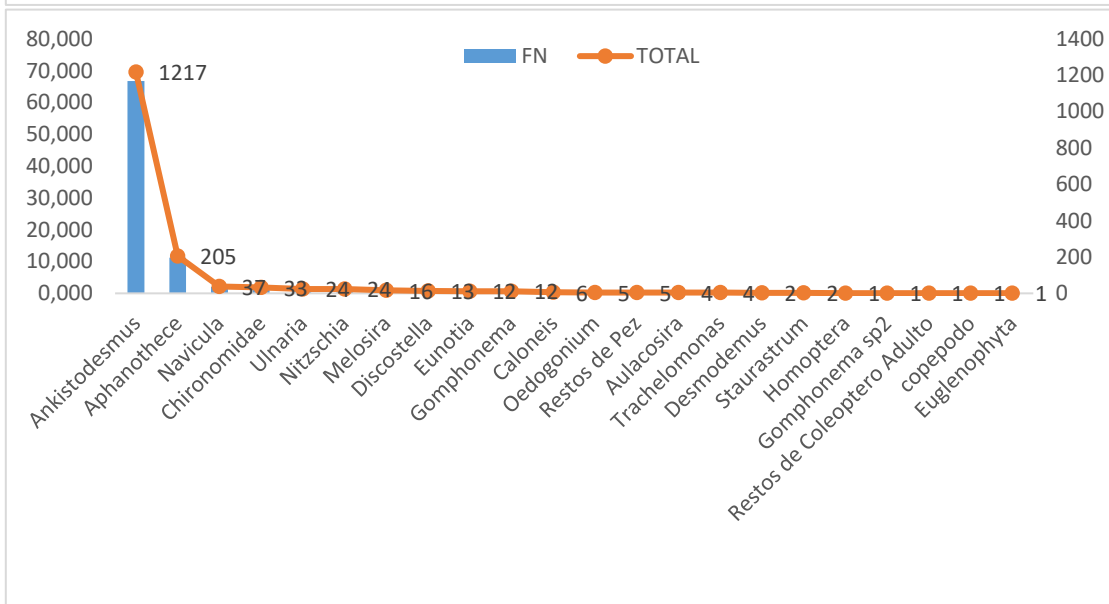 80,000
70,000
60,000
50,000
40,000
30,000
20,000
10,000
0,000
FN
TOTAL
1400
1200
1000
800
600
400
200
0
1217
205
37
33
24
24
16
13
12
12
6
5
5
4
4
2
2
1
1
1
1
1
Ankistodesmus
Aphanothece
Navicula
Chironomidae
Ulnaria
Nitzschia
Melosira
Discostella
Eunotia
Gomphonema
Caloneis
Oedogonium
Restos de Pez
Aulacosira
Trachelomonas
Desmodemus
Staurastrum
Homoptera
Gomphonema sp2
Restos de Coleoptero Adulto
copepodo
Euglenophyta